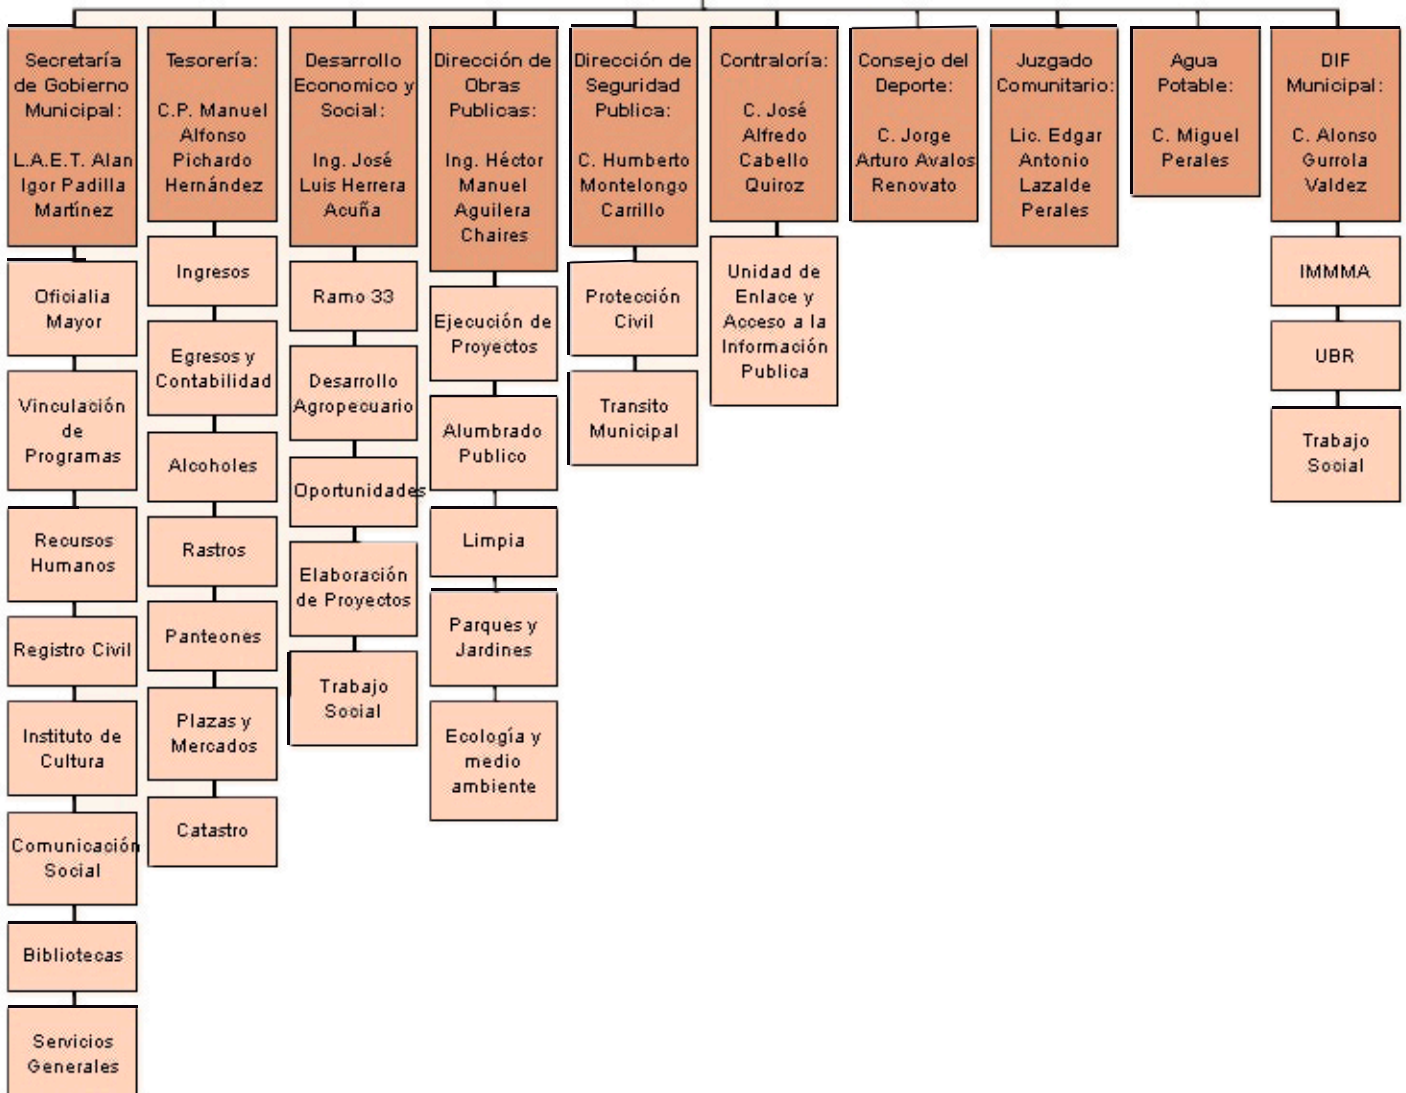 Secretaría
de Gobierno
Municipal:
L.A.E.T. Alan
Igor Padilla
Martínez
Oficialia
Mayor
Vinculación
de
Programas
Recursos
Humanos
Registro Civil
Instituto de
Cultura
Comunicación
Social
Bibliotecas
Servicios
Generales
Tesorería:
C.P. Manuel
Alfonso
Pichardo
Hernández
Ingresos
Egresos y
Contabilidad
Alcoholes
Rastros
Panteones
Plazas y
Mercados
Catastro
Desarrollo
Economico y
Social:
Ing. José
Luis Herrera
Acuña
Ramo 33
Desarrollo
Agropecuario
Oportunidades
Elaboración
de Proyectos
Trabajo
Social
Dirección de
Obras
Publicas:
Ing. Héctor
Manuel
Aguilera
Chaires
Ejecución de
Proyectos
Alumbrado
Publico
Limpia
Parques y
Jardines
Ecología y
medio
ambiente
Dirección de
Seguridad
Publica:
C. Humberto
Montelongo
Carrillo
Protección
Civil
Transito
Municipal
Contraloría:
C. José
Alfredo
Cabello
Quiroz
Unidad de
Enlace y
Acceso a la
Información
Publica
Consejo del
Deporte:
C. Jorge
Arturo Avalos
Renovato
Juzgado
Comunitario:
Lic. Edgar
Antonio
Lazalde
Perales
Agua
Potable:
C. Miguel
Perales
DIF
Municipal:
C. Alonso
Gurrola
Valdez
IMMMA
UBR
Trabajo
Social